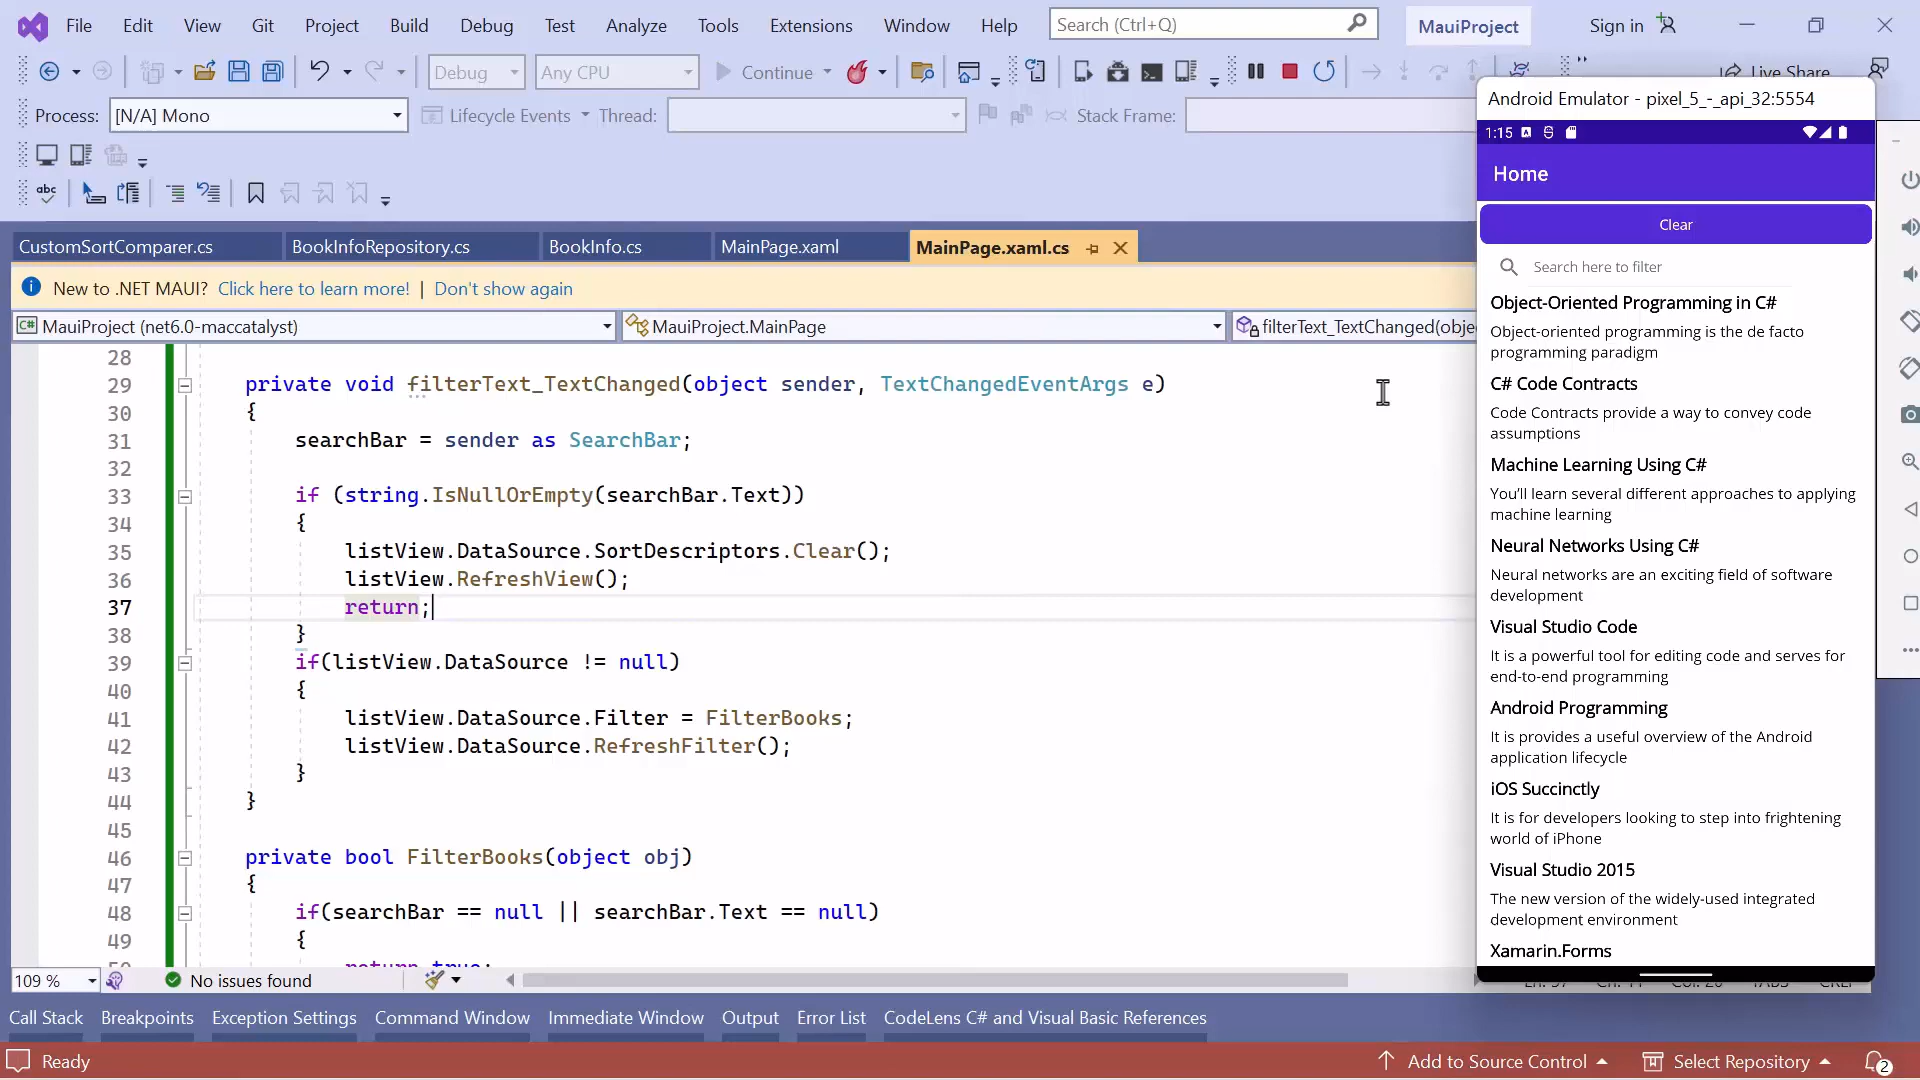 File Edit View Git Project Build Debug Test Analyze Tools Extensions Window Help Search (Ctrl+Q) MauiProject Sign in
Debug Any CPU Continue Live Share
Process: [N/A] Mono Lifecycle Events Thread: Stack Frame:
abc
CustomSortComparer.cs BookInfoRepository.cs BookInfo.cs MainPage.xaml MainPage.xaml.cs
New to .NET MAUI? Click here to learn more! | Don't show again
C# MauiProject (net6.0-maccatalyst) MauiProject.MainPage filterText_TextChanged(obje
28
29 private void filterText_TextChanged(object sender, TextChangedEventArgs e)
30 {
31 searchBar = sender as SearchBar;
32
33 if (string.IsNullOrEmpty(searchBar.Text))
34 {
35 listView.DataSource.SortDescriptors.Clear();
36 listView.RefreshView();
37 return;
38 }
39 if(listView.DataSource != null)
40 {
41 listView.DataSource.Filter = FilterBooks;
42 listView.DataSource.RefreshFilter();
43 }
44 }
45
46 private bool FilterBooks(object obj)
47 {
48 if(searchBar == null || searchBar.Text == null)
49 {
50 return true;
109 % No issues found
Call Stack Breakpoints Exception Settings Command Window Immediate Window Output Error List CodeLens C# and Visual Basic References
Ready Add to Source Control Select Repository 2
Android Emulator - pixel_5_-_api_32:5554
1:15
Home
Clear
Search here to filter
Object-Oriented Programming in C#
Object-oriented programming is the de facto
programming paradigm
C# Code Contracts
Code Contracts provide a way to convey code
assumptions
Machine Learning Using C#
You’ll learn several different approaches to applying
machine learning
Neural Networks Using C#
Neural networks are an exciting field of software
development
Visual Studio Code
It is a powerful tool for editing code and serves for
end-to-end programming
Android Programming
It is provides a useful overview of the Android
application lifecycle
iOS Succinctly
It is for developers looking to step into frightening
world of iPhone
Visual Studio 2015
The new version of the widely-used integrated
development environment
Xamarin.Forms